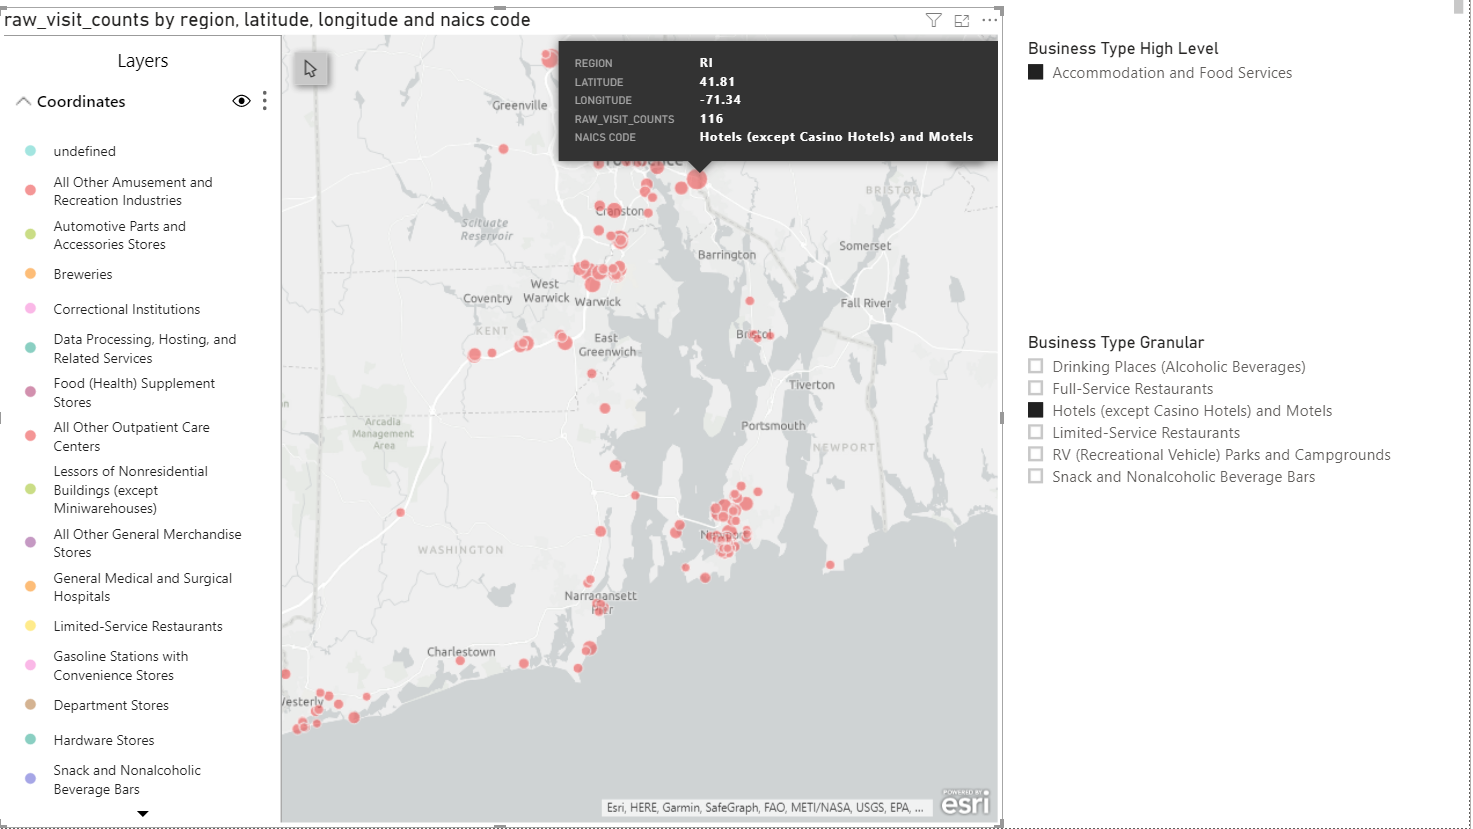 raw_visit_counts by region, latitude, longitude and naics code
Layers
Coordinates
undefined
All Other Amusement and
Recreation Industries
Automotive Parts and
Accessories Stores
Breweries
Correctional Institutions
Data Processing, Hosting, and
Related Services
Food (Health) Supplement
Stores
All Other Outpatient Care
Centers
Lessors of Nonresidential
Buildings (except
Miniwarehouses)
All Other General Merchandise
Stores
General Medical and Surgical
Hospitals
Limited-Service Restaurants
Gasoline Stations with
Convenience Stores
Department Stores
Hardware Stores
Snack and Nonalcoholic
Beverage Bars
REGION RI
LATITUDE 41.81
LONGITUDE -71.34
RAW_VISIT_COUNTS 116
NAICS CODE Hotels (except Casino Hotels) and Motels
Greenville
BRISTOL
Cranston
Scituate
Reservoir
Somerset
Barrington
West
Warwick
Coventry
Warwick
Fall River
KENT
Bristol
East
Greenwich
Tiverton
Arcadia
Management
Area
Portsmouth
NEWPORT
WASHINGTON
Newport
Narragansett
Pier
Charlestown
Westerly
Esri, HERE, Garmin, SafeGraph, FAO, METI/NASA, USGS, EPA, ...
POWERED BY
esri
Business Type High Level
Accommodation and Food Services
Business Type Granular
Drinking Places (Alcoholic Beverages)
Full-Service Restaurants
Hotels (except Casino Hotels) and Motels
Limited-Service Restaurants
RV (Recreational Vehicle) Parks and Campgrounds
Snack and Nonalcoholic Beverage Bars